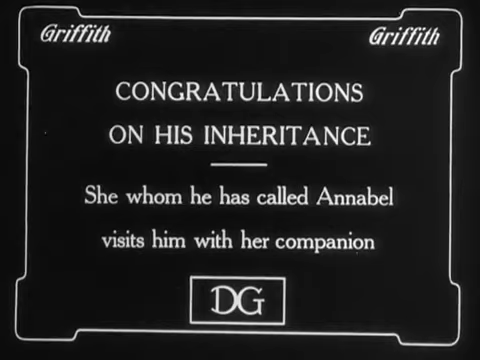 Griffith Griffith
CONGRATULATIONS
ON HIS INHERITANCE
She whom he has called Annabel
visits him with her companion
DG